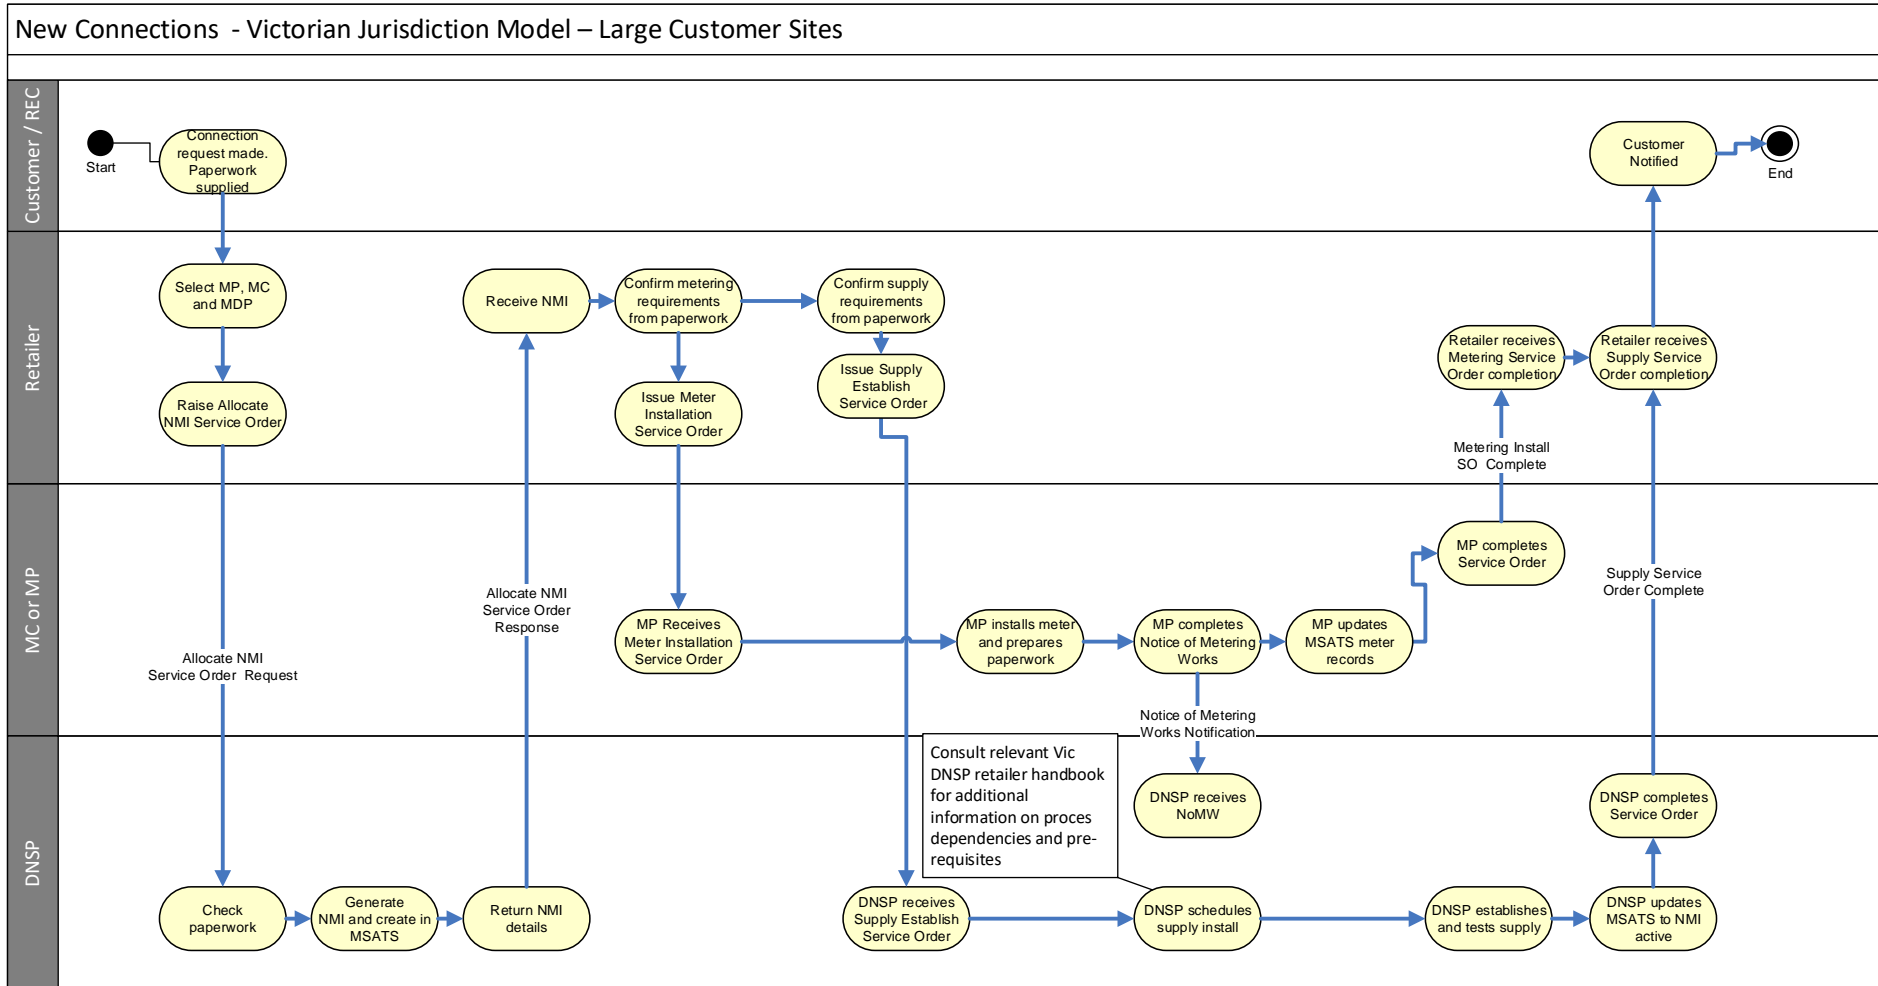 New Connections - Victorian Jurisdiction Model – Large Customer Sites
Customer / REC
Start
Connection
request made.
Paperwork
supplied
Customer
Notified
End
Retailer
Select MP, MC
and MDP
Raise Allocate
NMI Service Order
Receive NMI
Confirm metering
requirements
from paperwork
Issue Meter
Installation
Service Order
Confirm supply
requirements
from paperwork
Issue Supply
Establish
Service Order
Retailer receives
Metering Service
Order completion
Retailer receives
Supply Service
Order completion
Metering Install
SO Complete
MC or MP
Allocate NMI
Service Order Request
Allocate NMI
Service Order
Response
MP Receives
Meter Installation
Service Order
MP installs meter
and prepares
paperwork
MP completes
Notice of Metering
Works
MP updates
MSATS meter
records
MP completes
Service Order
Supply Service
Order Complete
Notice of Metering
Works Notification
DNSP
Check
paperwork
Generate
NMI and create in
MSATS
Return NMI
details
Consult relevant Vic
DNSP retailer handbook
for additional
information on proces
dependencies and pre-
requisites
DNSP receives
NoMW
DNSP receives
Supply Establish
Service Order
DNSP schedules
supply install
DNSP establishes
and tests supply
DNSP updates
MSATS to NMI
active
DNSP completes
Service Order